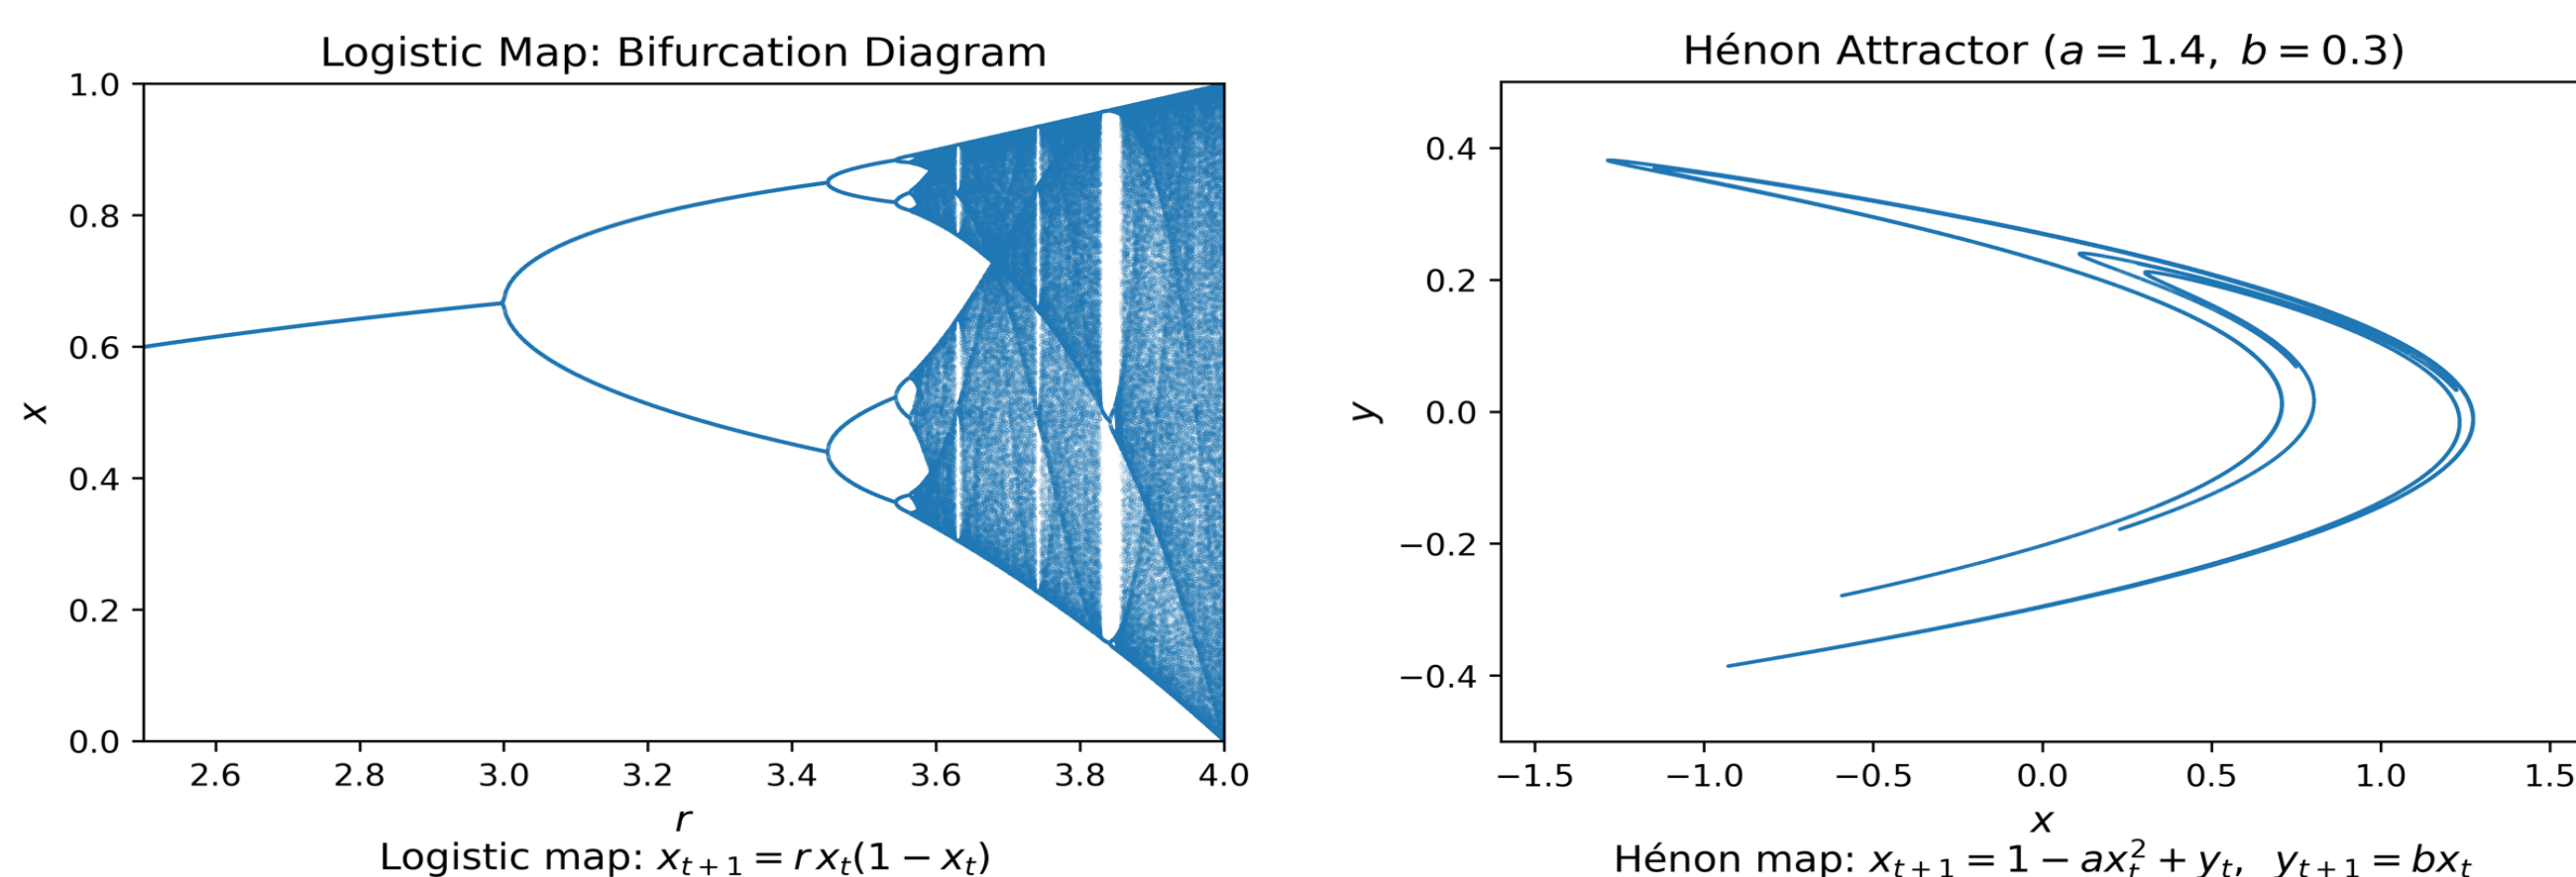 Logistic Map: Bifurcation Diagram
1.0
0.8
0.6
0.4
0.2
0.0
x
2.6 2.8 3.0 3.2 3.4 3.6 3.8 4.0
r
Logistic map: x_{t+1} = r x_t(1 − x_t)
Hénon Attractor (a = 1.4, b = 0.3)
0.4
0.2
0.0
−0.2
−0.4
y
−1.5 −1.0 −0.5 0.0 0.5 1.0 1.5
x
Hénon map: x_{t+1} = 1 − ax_t^2 + y_t, y_{t+1} = bx_t